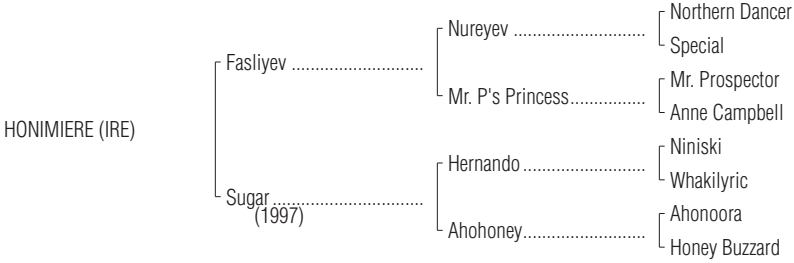 Northern Dancer
Nureyev ..............................
Special
Fasliyev ..............................
Mr. Prospector
Mr. P's Princess.................
Anne Campbell
HONIMIERE (IRE)
Niniski
Hernando ...........................
Whakilyric
Sugar ..................................
(1997)
Ahonoora
Ahohoney...........................
Honey Buzzard